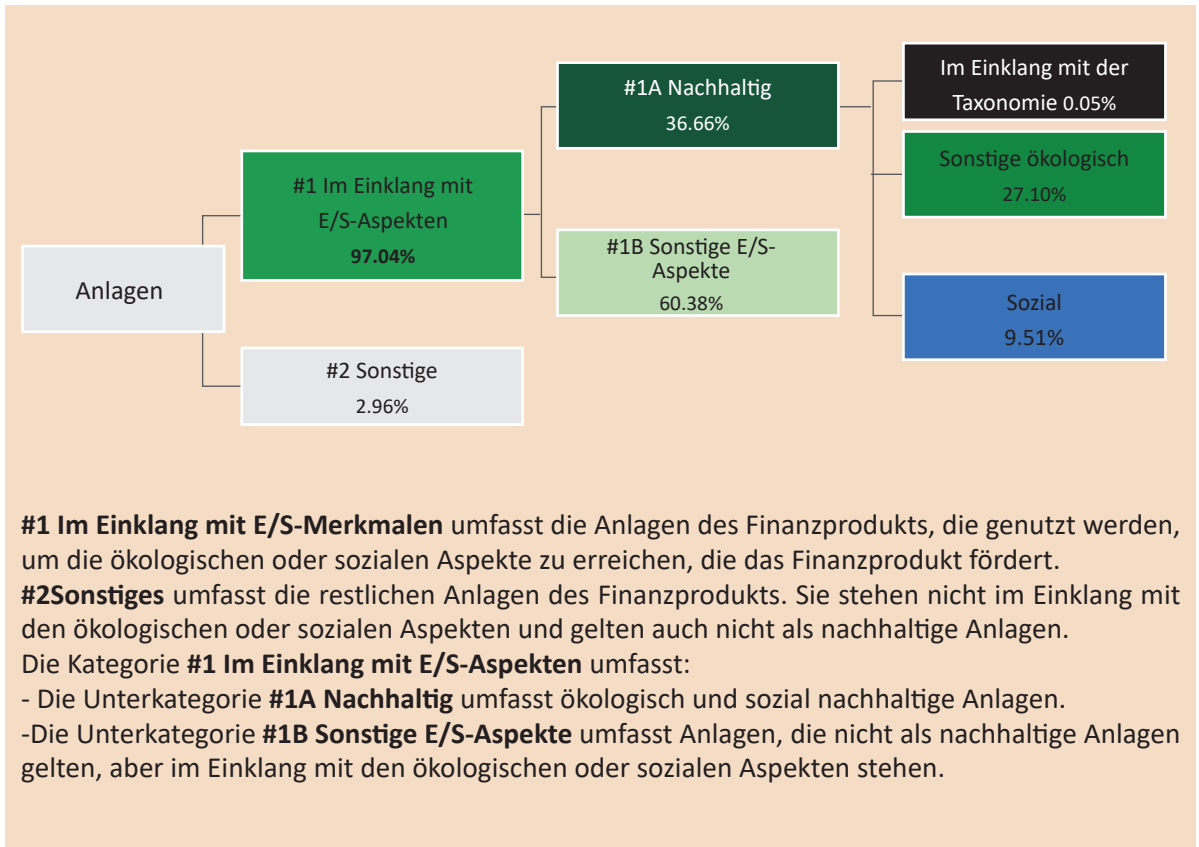 Anlagen
#1 Im Einklang mit
E/S-Aspekten
97.04%
#2 Sonstige
2.96%
#1A Nachhaltig
36.66%
#1B Sonstige E/S-
Aspekte
60.38%
Im Einklang mit der
Taxonomie 0.05%
Sonstige ökologisch
27.10%
Sozial
9.51%
#1 Im Einklang mit E/S-Merkmalen umfasst die Anlagen des Finanzprodukts, die genutzt werden,
um die ökologischen oder sozialen Aspekte zu erreichen, die das Finanzprodukt fördert.
#2Sonstiges umfasst die restlichen Anlagen des Finanzprodukts. Sie stehen nicht im Einklang mit
den ökologischen oder sozialen Aspekten und gelten auch nicht als nachhaltige Anlagen.
Die Kategorie #1 Im Einklang mit E/S-Aspekten umfasst:
- Die Unterkategorie #1A Nachhaltig umfasst ökologisch und sozial nachhaltige Anlagen.
-Die Unterkategorie #1B Sonstige E/S-Aspekte umfasst Anlagen, die nicht als nachhaltige Anlagen
gelten, aber im Einklang mit den ökologischen oder sozialen Aspekten stehen.